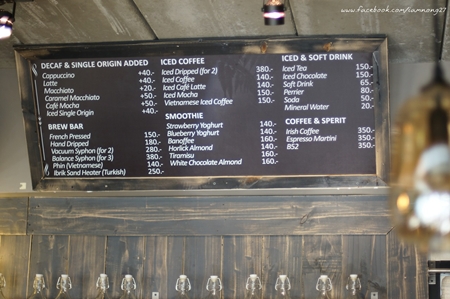 www.facebook.com/iamnong27
DECAF & SINGLE ORIGIN ADDED
Cappuccino +40.-
Latte +40.-
Macchiato +20.-
Caramel Macchiato +50.-
Café Mocha +50.-
Iced Single Origin +40.-
BREW BAR
French Pressed 150.-
Hand Dripped 180.-
Vacuum Syphon (for 2) 280.-
Balance Syphon (for 3) 380.-
Phin (Vietnamese) 140.-
Ibrik Sand Heater (Turkish) 250.-
ICED COFFEE
Iced Dripped (for 2) 380.-
Iced Coffee 140.-
Iced Café Latte 140.-
Iced Mocha 150.-
Vietnamese Iced Coffee 150.-
SMOOTHIE
Strawberry Yoghurt 140.-
Blueberry Yoghurt 140.-
Banoffee 160.-
Horlick Almond 140.-
Tiramisu 160.-
White Chocolate Almond 160.-
ICED & SOFT DRINK
Iced Tea 150.-
Iced Chocolate 150.-
Soft Drink 65.-
Perrier 80.-
Soda 50.-
Mineral Water 20.-
COFFEE & SPERIT
Irish Coffee 350.-
Espresso Martini 350.-
B52 350.-